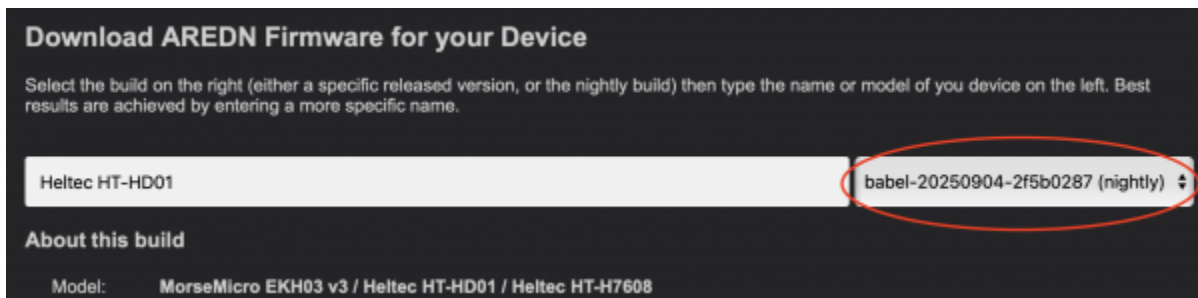 Download AREDN Firmware for your Device
Select the build on the right (either a specific released version, or the nightly build) then type the name or model of you device on the left. Best
results are achieved by entering a more specific name.
Heltec HT-HD01 babel-20250904-2f5b0287 (nightly)
About this build
Model: MorseMicro EKH03 v3 / Heltec HT-HD01 / Heltec HT-H7608